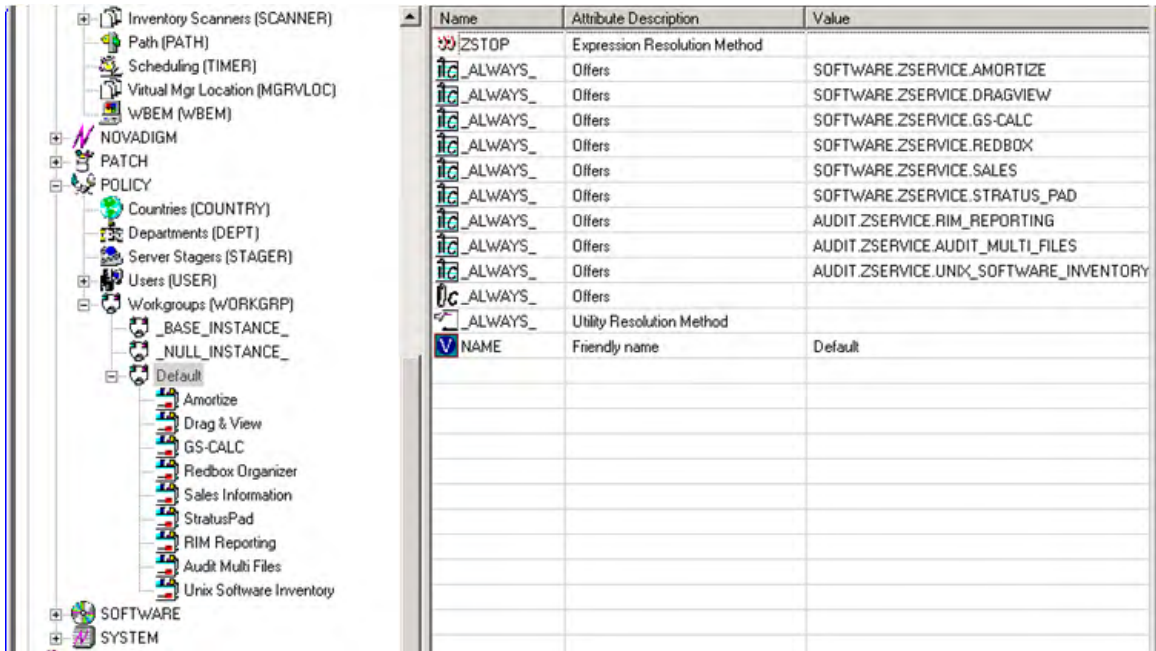 Inventory Scanners (SCANNER)
Path (PATH)
Scheduling (TIMER)
Virtual Mgr Location (MGRVLOC)
WBEM (WBEM)
NOVADIGM
PATCH
POLICY
Countries (COUNTRY)
Departments (DEPT)
Server Stagers (STAGER)
Users (USER)
Workgroups (WORKGRP)
_BASE_INSTANCE_
_NULL_INSTANCE_
Default
Amortize
Drag & View
GS-CALC
Redbox Organizer
Sales Information
StratusPad
RIM Reporting
Audit Multi Files
Unix Software Inventory
SOFTWARE
SYSTEM
Name Attribute Description Value
ZSTOP Expression Resolution Method
_ALWAYS_ Offers SOFTWARE.ZSERVICE.AMORTIZE
_ALWAYS_ Offers SOFTWARE.ZSERVICE.DRAGVIEW
_ALWAYS_ Offers SOFTWARE.ZSERVICE.GS-CALC
_ALWAYS_ Offers SOFTWARE.ZSERVICE.REDBOX
_ALWAYS_ Offers SOFTWARE.ZSERVICE.SALES
_ALWAYS_ Offers SOFTWARE.ZSERVICE.STRATUS_PAD
_ALWAYS_ Offers AUDIT.ZSERVICE.RIM_REPORTING
_ALWAYS_ Offers AUDIT.ZSERVICE.AUDIT_MULTI_FILES
_ALWAYS_ Offers AUDIT.ZSERVICE.UNIX_SOFTWARE_INVENTORY
_ALWAYS_ Offers
_ALWAYS_ Utility Resolution Method
V NAME Friendly name Default